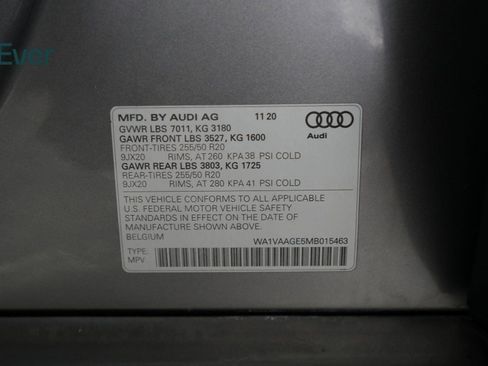 Ever
MFD. BY AUDI AG 11 20
GVWR LBS 7011, KG 3180
GAWR FRONT LBS 3527, KG 1600
FRONT-TIRES 255/50 R20
9JX20 RIMS, AT 260 KPA 38 PSI COLD
GAWR REAR LBS 3803, KG 1725
REAR-TIRES 255/50 R20
9JX20 RIMS, AT 280 KPA 41 PSI COLD
Audi
THIS VEHICLE CONFORMS TO ALL APPLICABLE
U.S. FEDERAL MOTOR VEHICLE SAFETY
STANDARDS IN EFFECT ON THE DATE OF
MANUFACTURE SHOWN ABOVE.
BELGIUM WA1VAAGE5MB015463
TYPE:
MPV